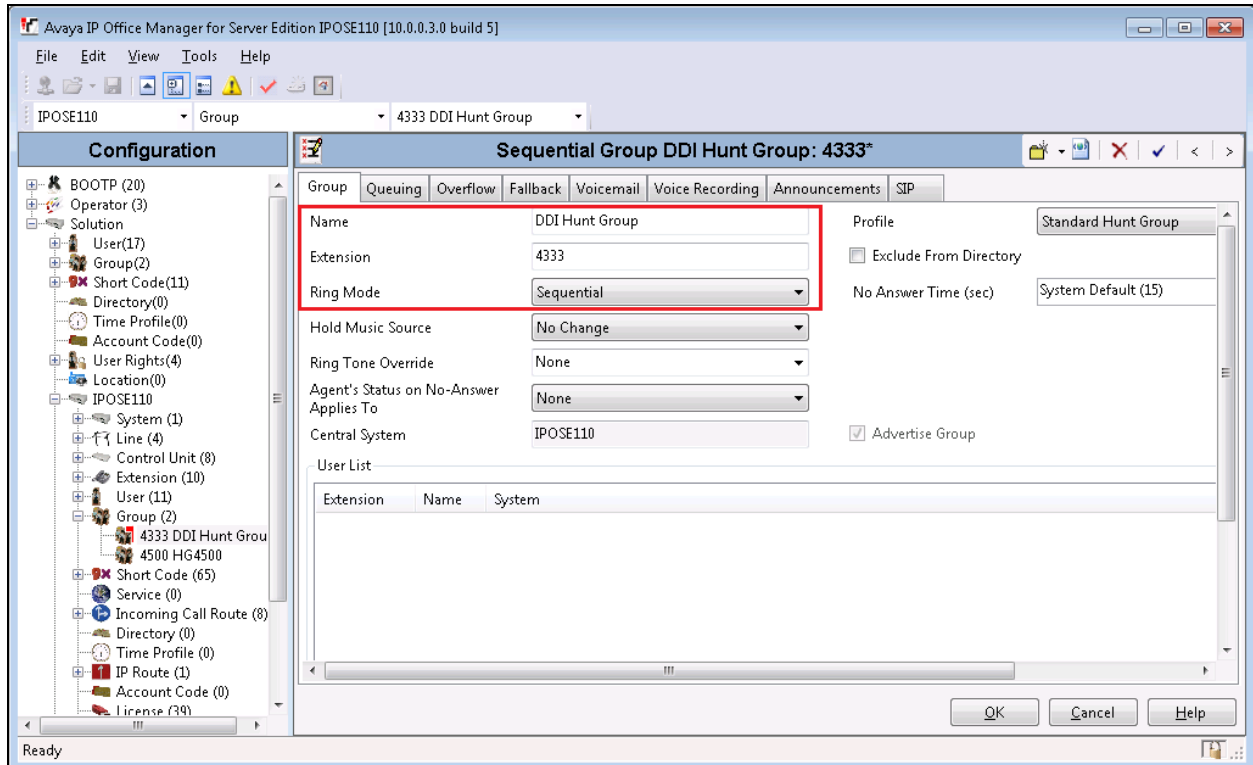 Avaya IP Office Manager for Server Edition IPOSE110 [10.0.0.3.0 build 5]
File Edit View Tools Help
IPOSE110 Group 4333 DDI Hunt Group
Configuration
BOOTP (20)
Operator (3)
Solution
User(17)
Group(2)
Short Code(11)
Directory(0)
Time Profile(0)
Account Code(0)
User Rights(4)
Location(0)
IPOSE110
System (1)
Line (4)
Control Unit (8)
Extension (10)
User (11)
Group (2)
4333 DDI Hunt Grou
4500 HG4500
Short Code (65)
Service (0)
Incoming Call Route (8)
Directory (0)
Time Profile (0)
IP Route (1)
Account Code (0)
License (39)
Sequential Group DDI Hunt Group: 4333*
Group Queuing Overflow Fallback Voicemail Voice Recording Announcements SIP
Name DDI Hunt Group Profile Standard Hunt Group
Extension 4333 Exclude From Directory
Ring Mode Sequential No Answer Time (sec) System Default (15)
Hold Music Source No Change
Ring Tone Override None
Agent's Status on No-Answer
Applies To None
Central System IPOSE110 Advertise Group
User List
Extension Name System
OK Cancel Help
Ready